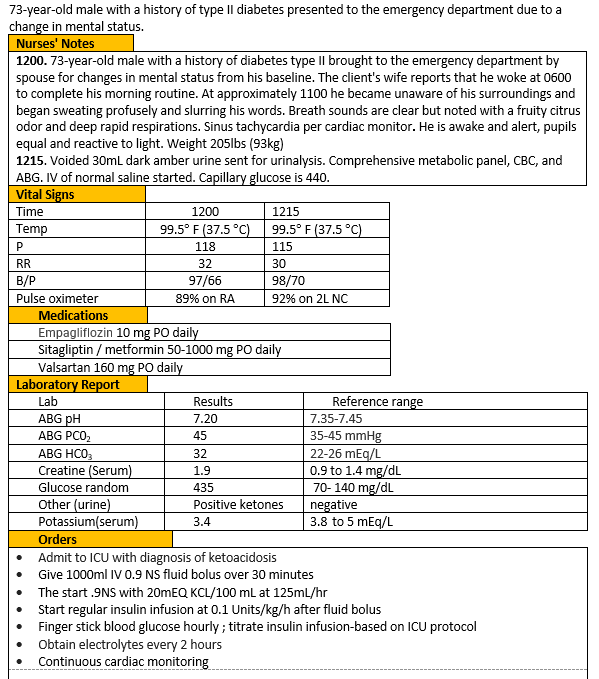 73-year-old male with a history of type II diabetes presented to the emergency department due to a
change in mental status.
Nurses' Notes
1200. 73-year-old male with a history of diabetes type II brought to the emergency department by
spouse for changes in mental status from his baseline. The client's wife reports that he woke at 0600
to complete his morning routine. At approximately 1100 he became unaware of his surroundings and
began sweating profusely and slurring his words. Breath sounds are clear but noted with a fruity citrus
odor and deep rapid respirations. Sinus tachycardia per cardiac monitor. He is awake and alert, pupils
equal and reactive to light. Weight 205lbs (93kg)
1215. Voided 30mL dark amber urine sent for urinalysis. Comprehensive metabolic panel, CBC, and
ABG. IV of normal saline started. Capillary glucose is 440.
Vital Signs
Time 1200 1215
Temp 99.5° F (37.5 °C) 99.5° F (37.5 °C)
P 118 115
RR 32 30
B/P 97/66 98/70
Pulse oximeter 89% on RA 92% on 2L NC
Medications
Empagliflozin 10 mg PO daily
Sitagliptin / metformin 50-1000 mg PO daily
Valsartan 160 mg PO daily
Laboratory Report
Lab Results Reference range
ABG pH 7.20 7.35-7.45
ABG PCO₂ 45 35-45 mmHg
ABG HCO₃ 32 22-26 mEq/L
Creatine (Serum) 1.9 0.9 to 1.4 mg/dL
Glucose random 435 70- 140 mg/dL
Other (urine) Positive ketones negative
Potassium(serum) 3.4 3.8 to 5 mEq/L
Orders
• Admit to ICU with diagnosis of ketoacidosis
• Give 1000ml IV 0.9 NS fluid bolus over 30 minutes
• The start .9NS with 20mEQ KCL/100 mL at 125mL/hr
• Start regular insulin infusion at 0.1 Units/kg/h after fluid bolus
• Finger stick blood glucose hourly ; titrate insulin infusion-based on ICU protocol
• Obtain electrolytes every 2 hours
• Continuous cardiac monitoring